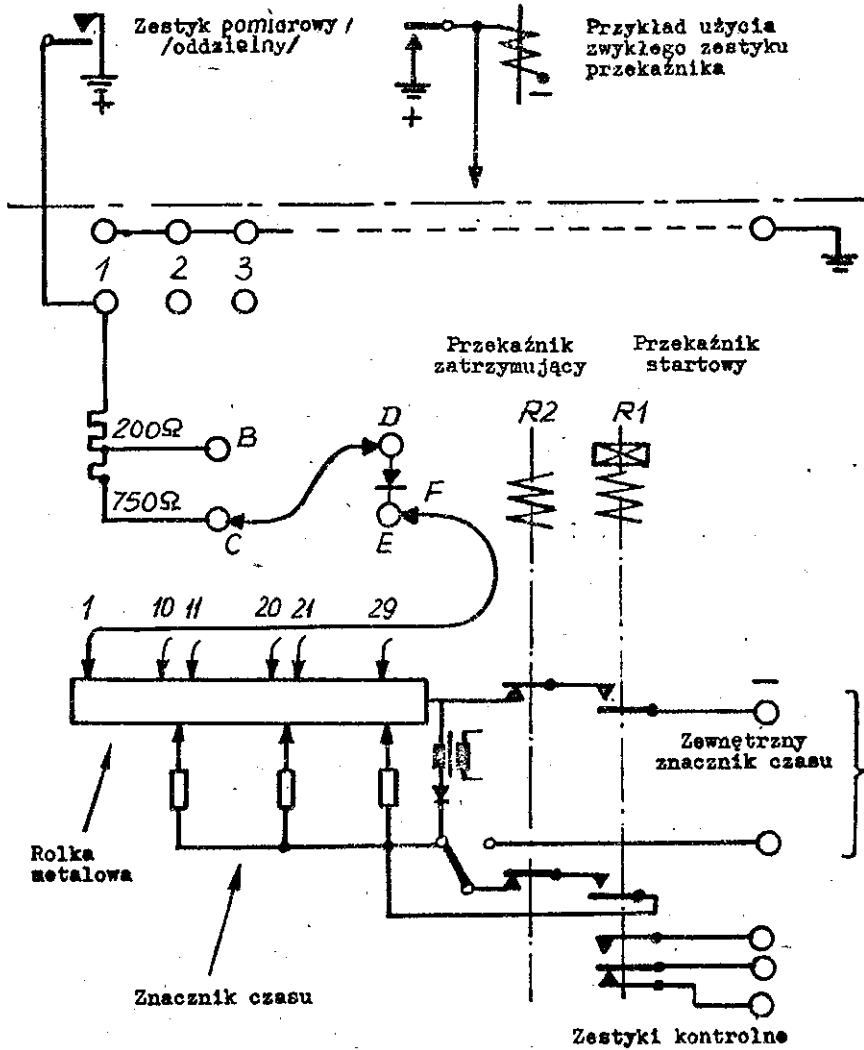 Zestyk pomiarowy /
/oddzielny/
+
+
−
Przykład użycia
zwykłego zestyku
przekaźnika
1 2 3
Przekaźnik
zatrzymujący
Przekaźnik
startowy
R2 R1
200Ω
B
D
750Ω
C
E
F
1 10 11 20 21 29
−
Zewnętrzny
znacznik czasu
Rolka
metalowa
Znacznik czasu
Zestyki kontrolne